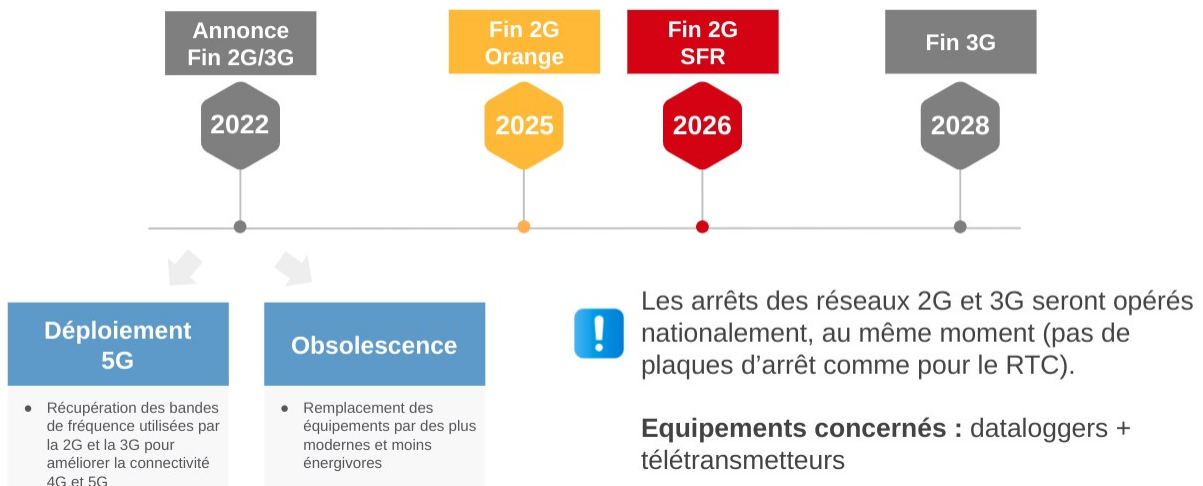 Annonce
Fin 2G/3G
Fin 2G
Orange
Fin 2G
SFR
Fin 3G
2022
2025
2026
2028
Déploiement
5G
Obsolescence
● Récupération des bandes
de fréquence utilisées par
la 2G et la 3G pour
améliorer la connectivité
4G et 5G
● Remplacement des
équipements par des plus
modernes et moins
énergivores
Les arrêts des réseaux 2G et 3G seront opérés
nationalement, au même moment (pas de
plaques d’arrêt comme pour le RTC).
Equipements concernés : dataloggers +
télétransmetteurs